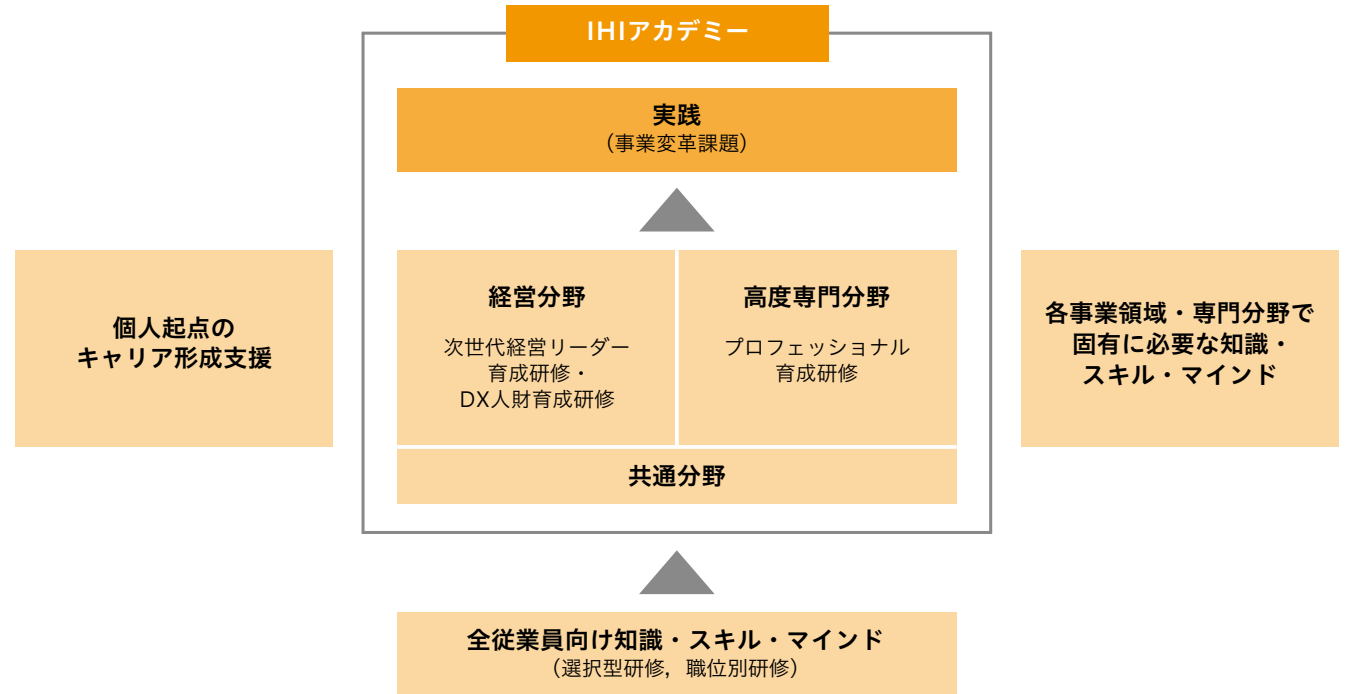 IHIアカデミー
実践
（事業変革課題）
個人起点の
キャリア形成支援
経営分野
次世代経営リーダー
育成研修・
DX人財育成研修
高度専門分野
プロフェッショナル
育成研修
共通分野
各事業領域・専門分野で
固有に必要な知識・
スキル・マインド
全従業員向け知識・スキル・マインド
（選択型研修，職位別研修）